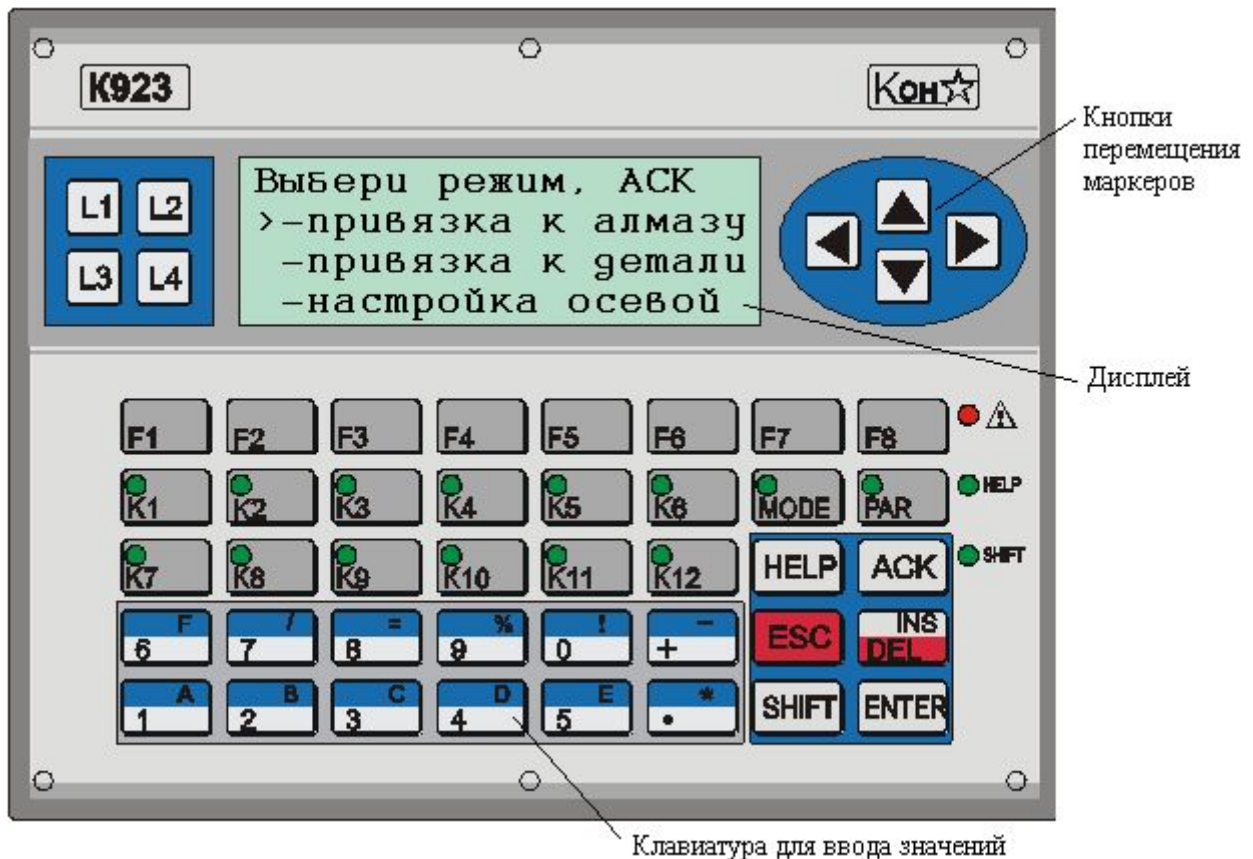 К923
Кон☆
L1 L2
L3 L4
Выбери режим, АСК
>-привязка к алмазу
-привязка к детали
-настройка осевой
Кнопки
перемещения
маркеров
Дисплей
F1 F2 F3 F4 F5 F6 F7 F8
K1 K2 K3 K4 K5 K6 MODE PAR HELP
K7 K8 K9 K10 K11 K12 HELP ACK SHIFT
F / = % ! - INS
6 7 8 9 0 + ESC DEL
A B C D E *
1 2 3 4 5 . SHIFT ENTER
Клавиатура для ввода значений